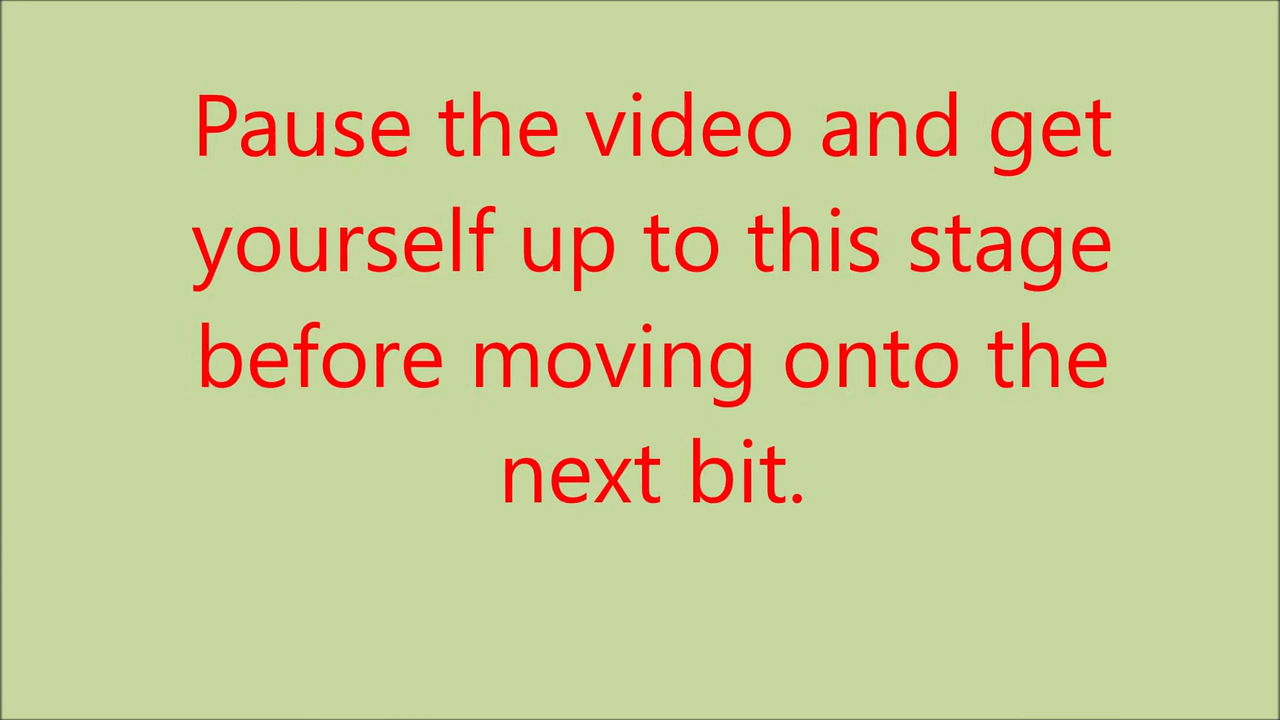 Pause the video and get
yourself up to this stage
before moving onto the
next bit.